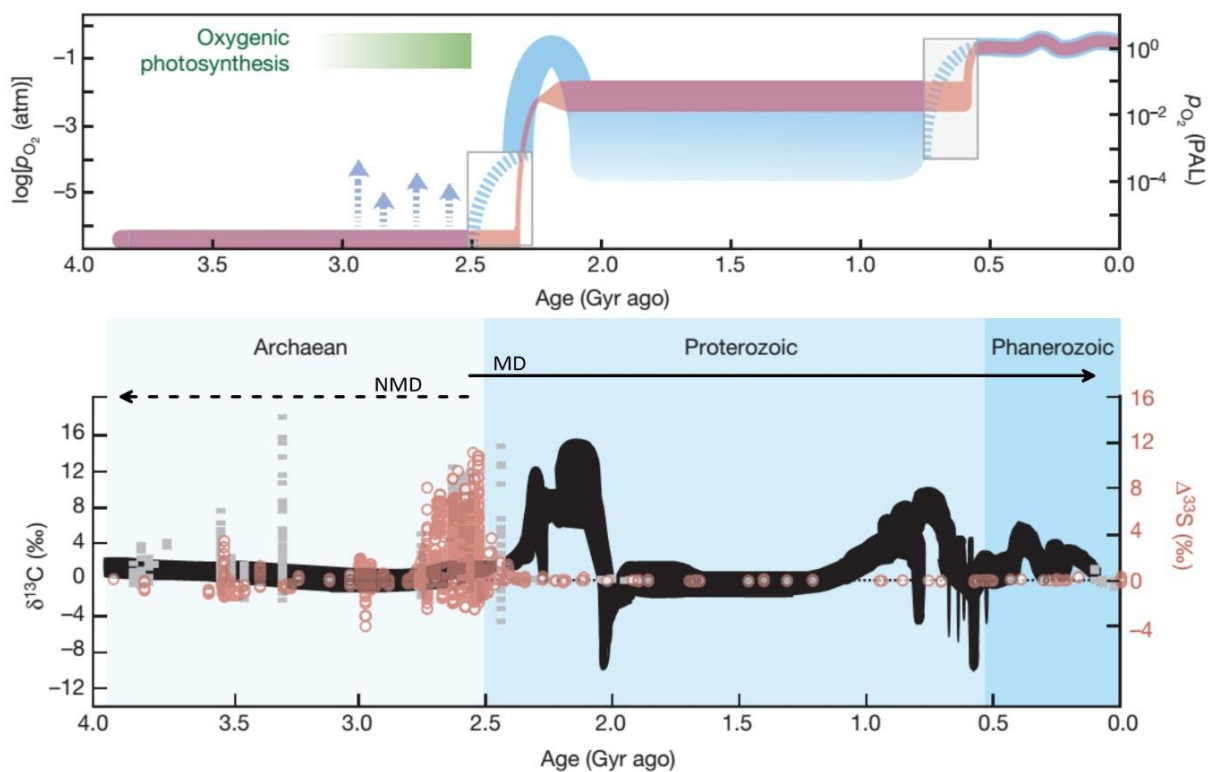 Oxygenic
photosynthesis
log[pO₂ (atm)]
−1
−3
−5
10⁰
10⁻²
10⁻⁴
pO₂ (PAL)
4.0 3.5 3.0 2.5 2.0 1.5 1.0 0.5 0.0
Age (Gyr ago)
Archaean Proterozoic Phanerozoic
NMD MD
δ¹³C (‰)
16
12
8
4
0
−4
−8
−12
16
12
8
4
0
−4
Δ³³S (‰)
4.0 3.5 3.0 2.5 2.0 1.5 1.0 0.5 0.0
Age (Gyr ago)